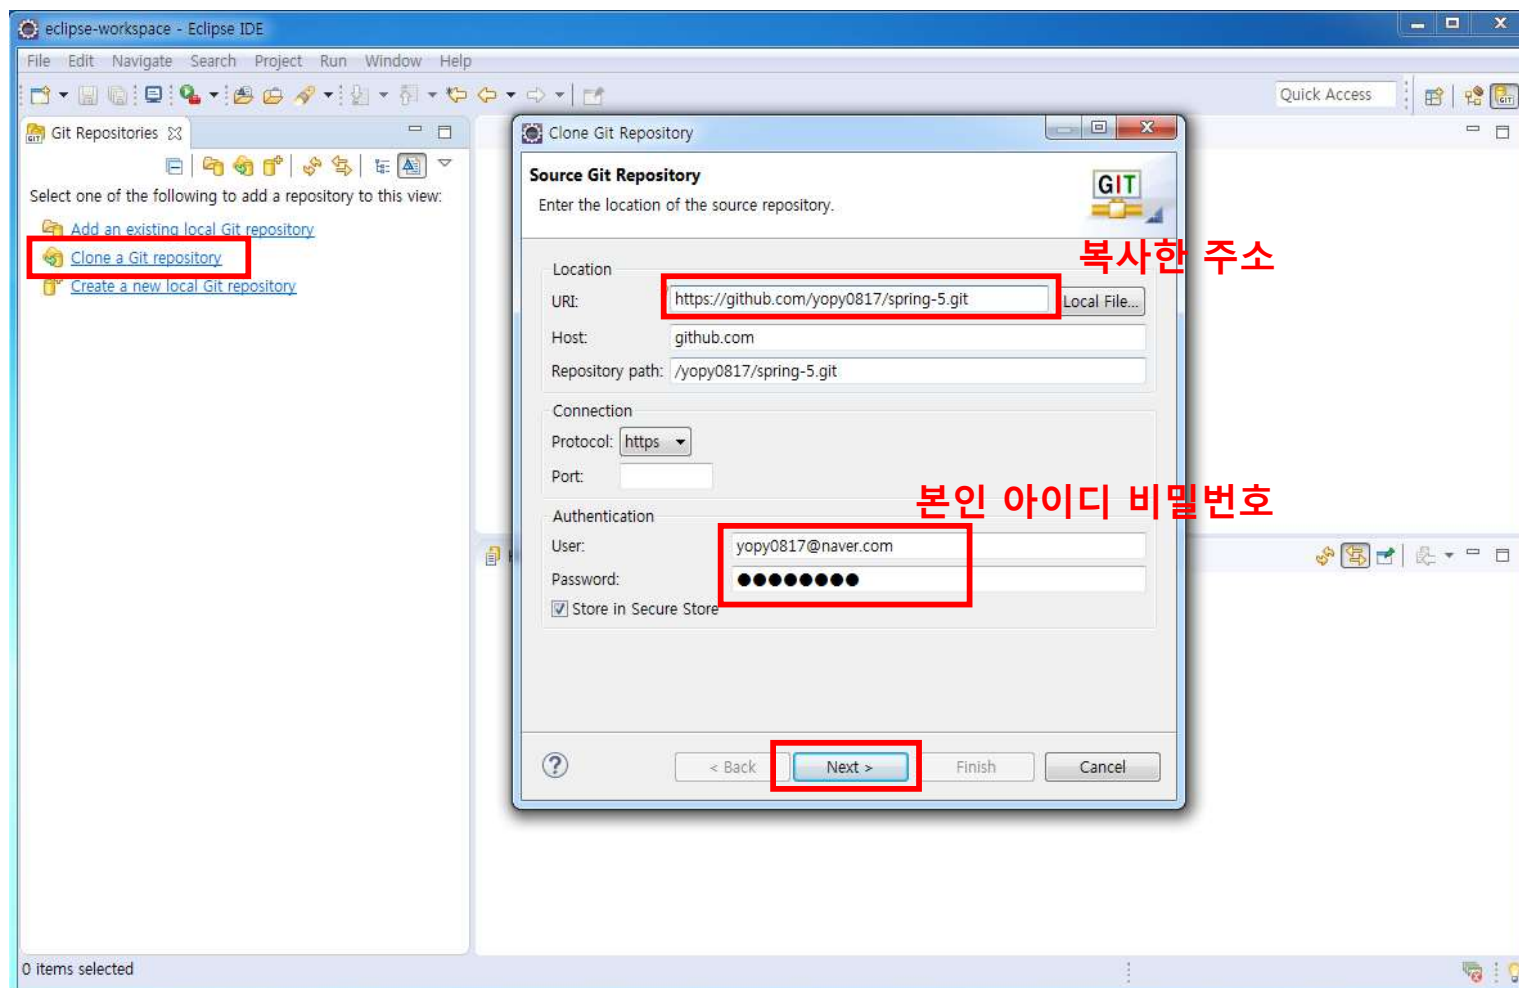 eclipse-workspace - Eclipse IDE
File Edit Navigate Search Project Run Window Help
Quick Access
Git Repositories
Select one of the following to add a repository to this view:
Add an existing local Git repository
Clone a Git repository
Create a new local Git repository
Clone Git Repository
Source Git Repository
Enter the location of the source repository.
GIT
복사한 주소
Location
URI: https://github.com/yopy0817/spring-5.git Local File...
Host: github.com
Repository path: /yopy0817/spring-5.git
Connection
Protocol: https
Port:
본인 아이디 비밀번호
Authentication
User: yopy0817@naver.com
Password: ●●●●●●●●
Store in Secure Store
< Back Next > Finish Cancel
0 items selected